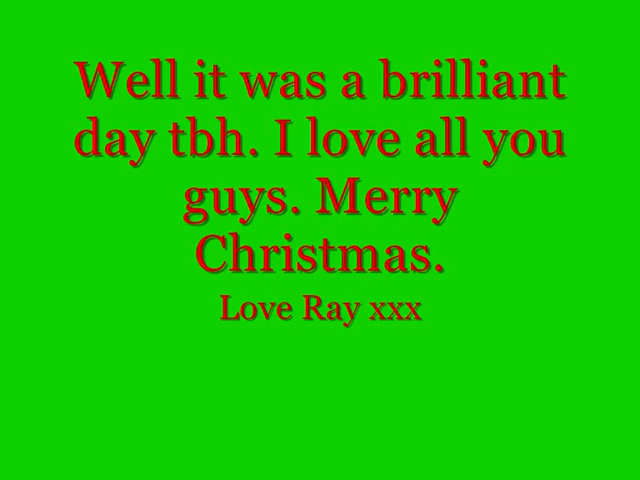 Well it was a brilliant
day tbh. I love all you
guys. Merry
Christmas.
Love Ray xxx